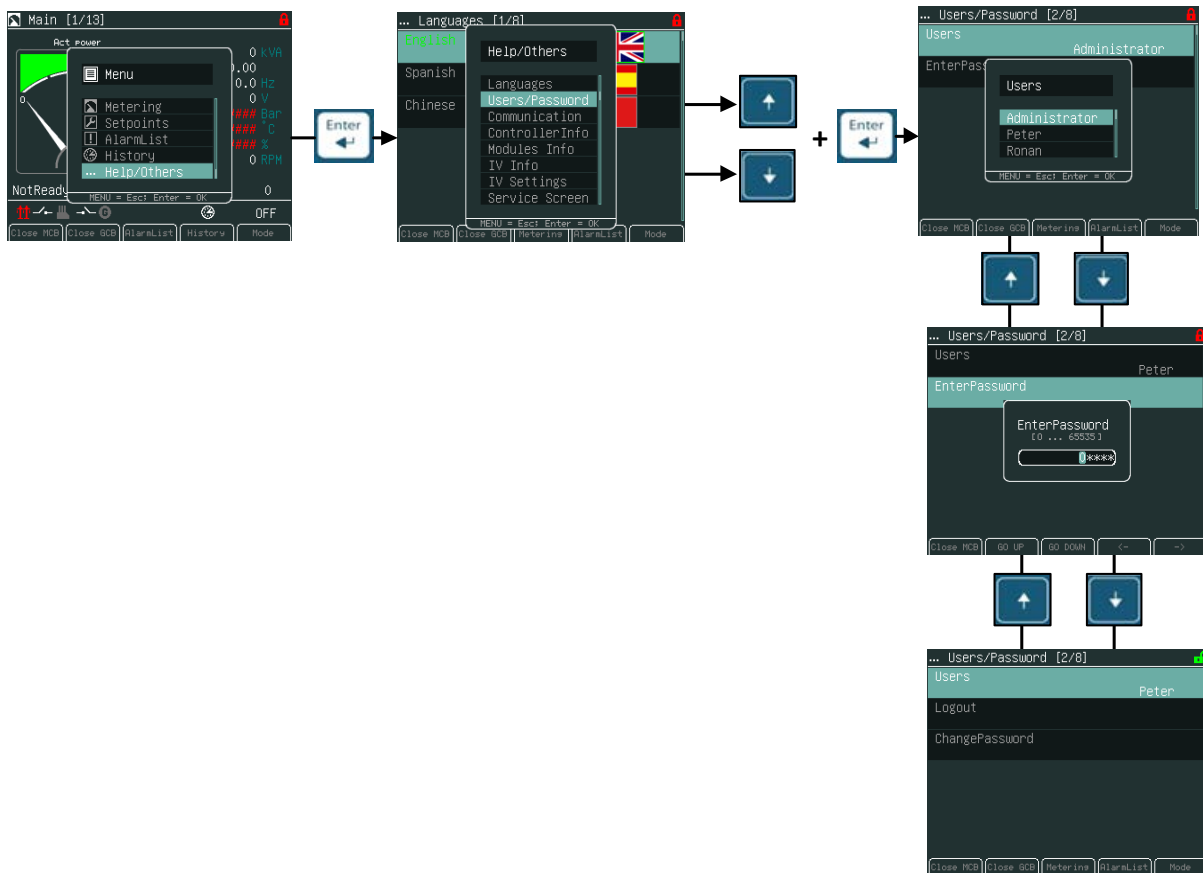 Main [1/13]
Act power
0 kVA
0.00
0.0 Hz
0 V
#### Bar
#### °C
#### %
0 RPM
0
Menu
Metering
Setpoints
AlarmList
History
... Help/Others
MENU = Esc; Enter = OK
NotReady
0
G
OFF
Close MCB
Close GCB
AlarmList
History
Mode
Enter
... Languages [1/8]
English
Spanish
Chinese
Help/Others
Languages
Users/Password
Communication
ControllerInfo
Modules Info
IV Info
IV Settings
Service Screen
MENU = Esc; Enter = OK
Close MCB
Close GCB
Metering
AlarmList
Mode
+
Enter
... Users/Password [2/8]
Users
Administrator
EnterPass
Users
Administrator
Peter
Ronan
MENU = Esc; Enter = OK
Close MCB
Close GCB
Metering
AlarmList
Mode
... Users/Password [2/8]
Users
Peter
EnterPassword
EnterPassword
[0 ... 65535]
0****
Close MCB
GO UP
GO DOWN
<-
->
... Users/Password [2/8]
Users
Peter
Logout
ChangePassword
Close MCB
Close GCB
Metering
AlarmList
Mode